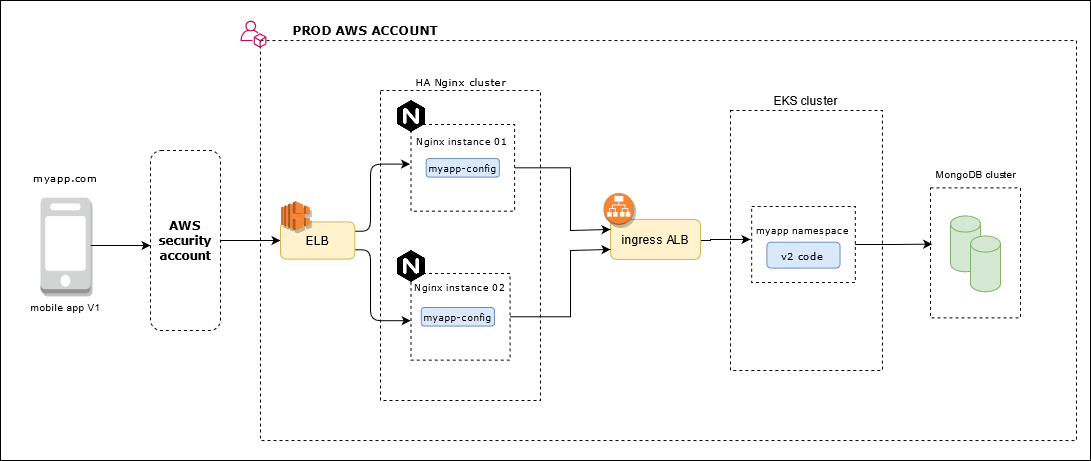 PROD AWS ACCOUNT
HA Nginx cluster
EKS cluster
N
Nginx instance 01
myapp-config
myapp.com
MongoDB cluster
AWS
security
account
ELB
ingress ALB
myapp namespace
v2 code
N
Nginx instance 02
myapp-config
mobile app V1